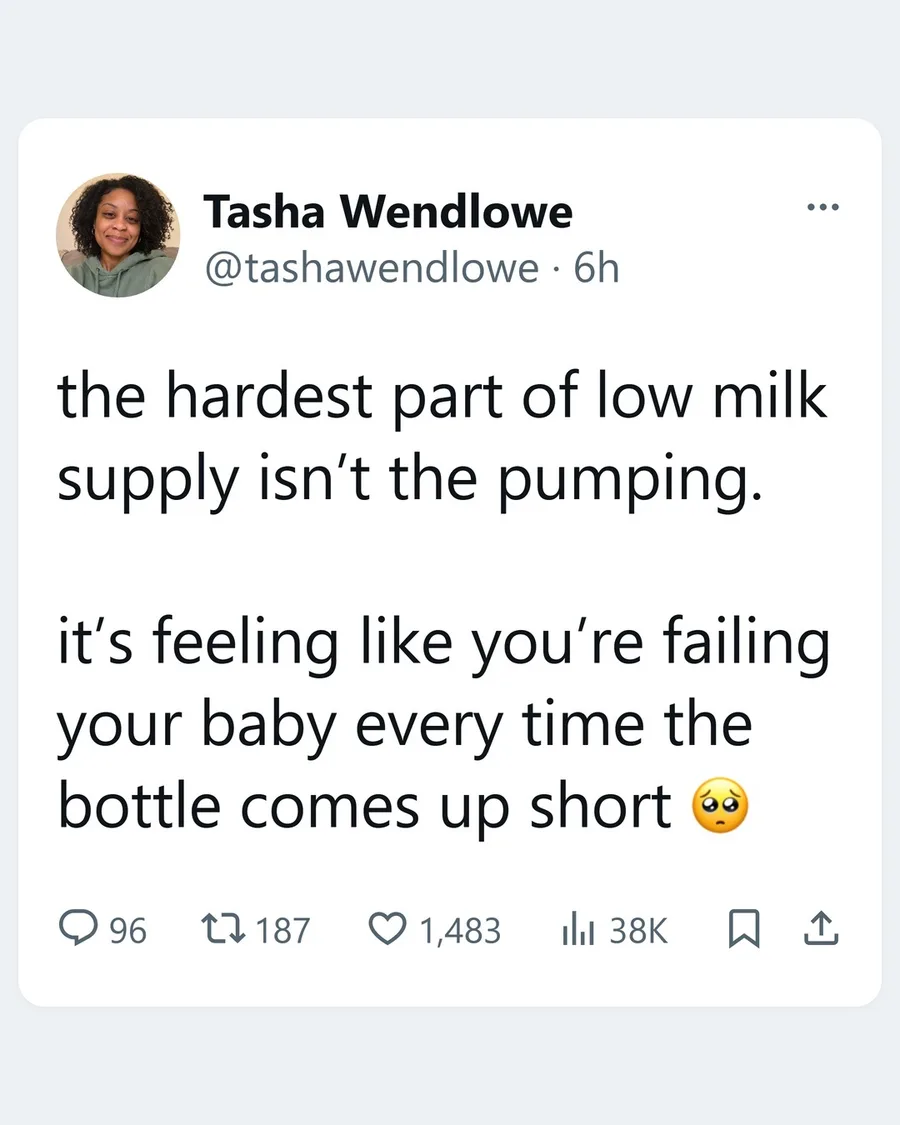 Tasha Wendlowe
@tashawendlowe · 6h
the hardest part of low milk
supply isn’t the pumping.
it’s feeling like you’re failing
your baby every time the
bottle comes up short 🥺
96 187 1,483 38K